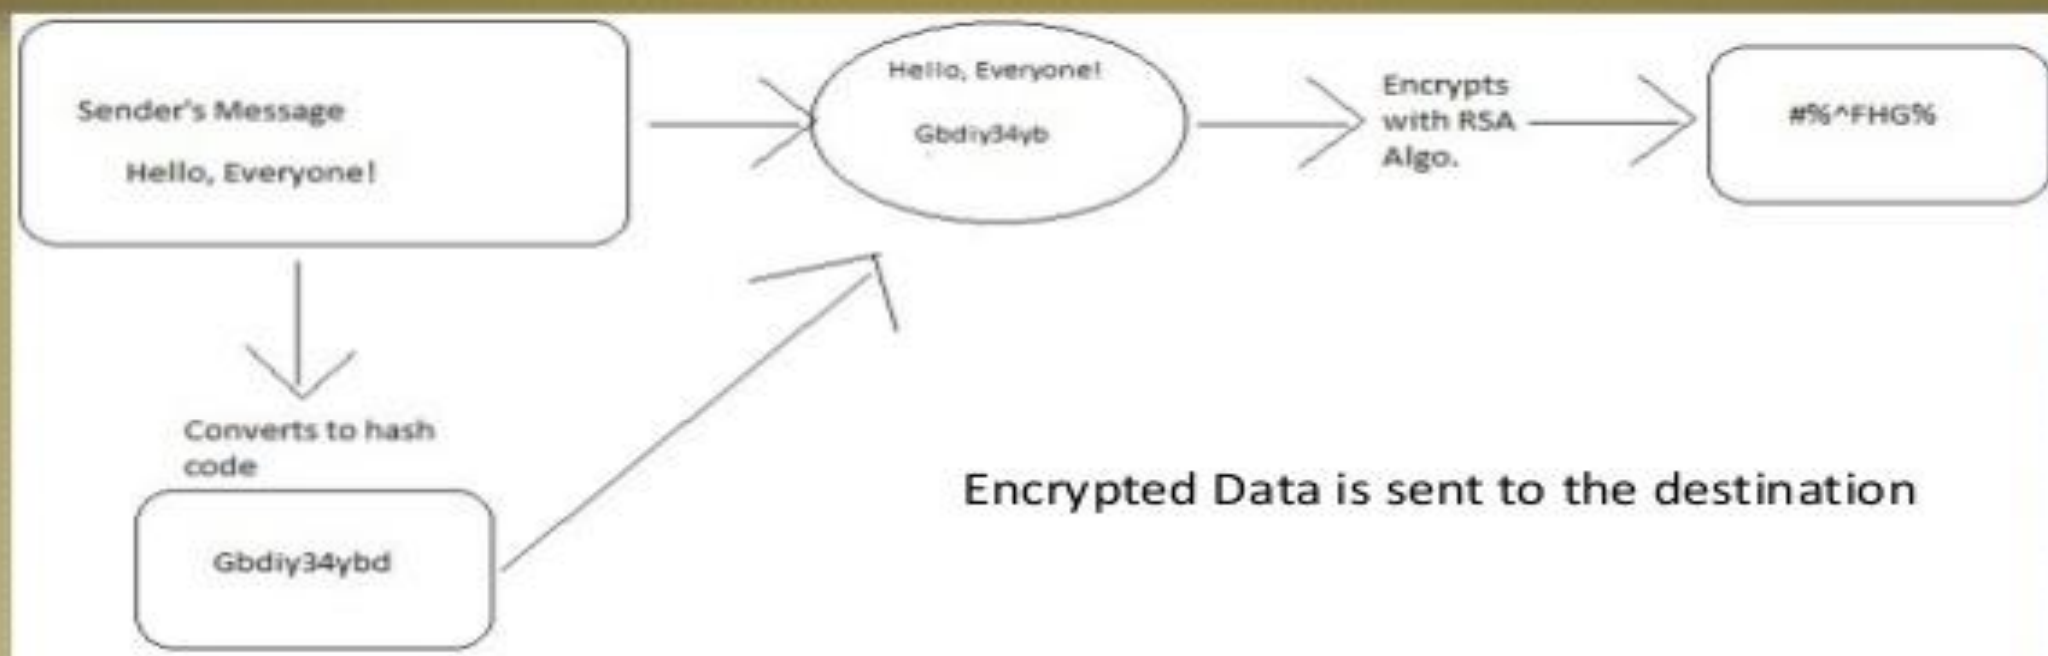 Sender's Message
Hello, Everyone!
Hello, Everyone!
Gbdiy34yb
Encrypts
with RSA
Algo.
#%^FHG%
Converts to hash
code
Gbdiy34ybd
Encrypted Data is sent to the destination